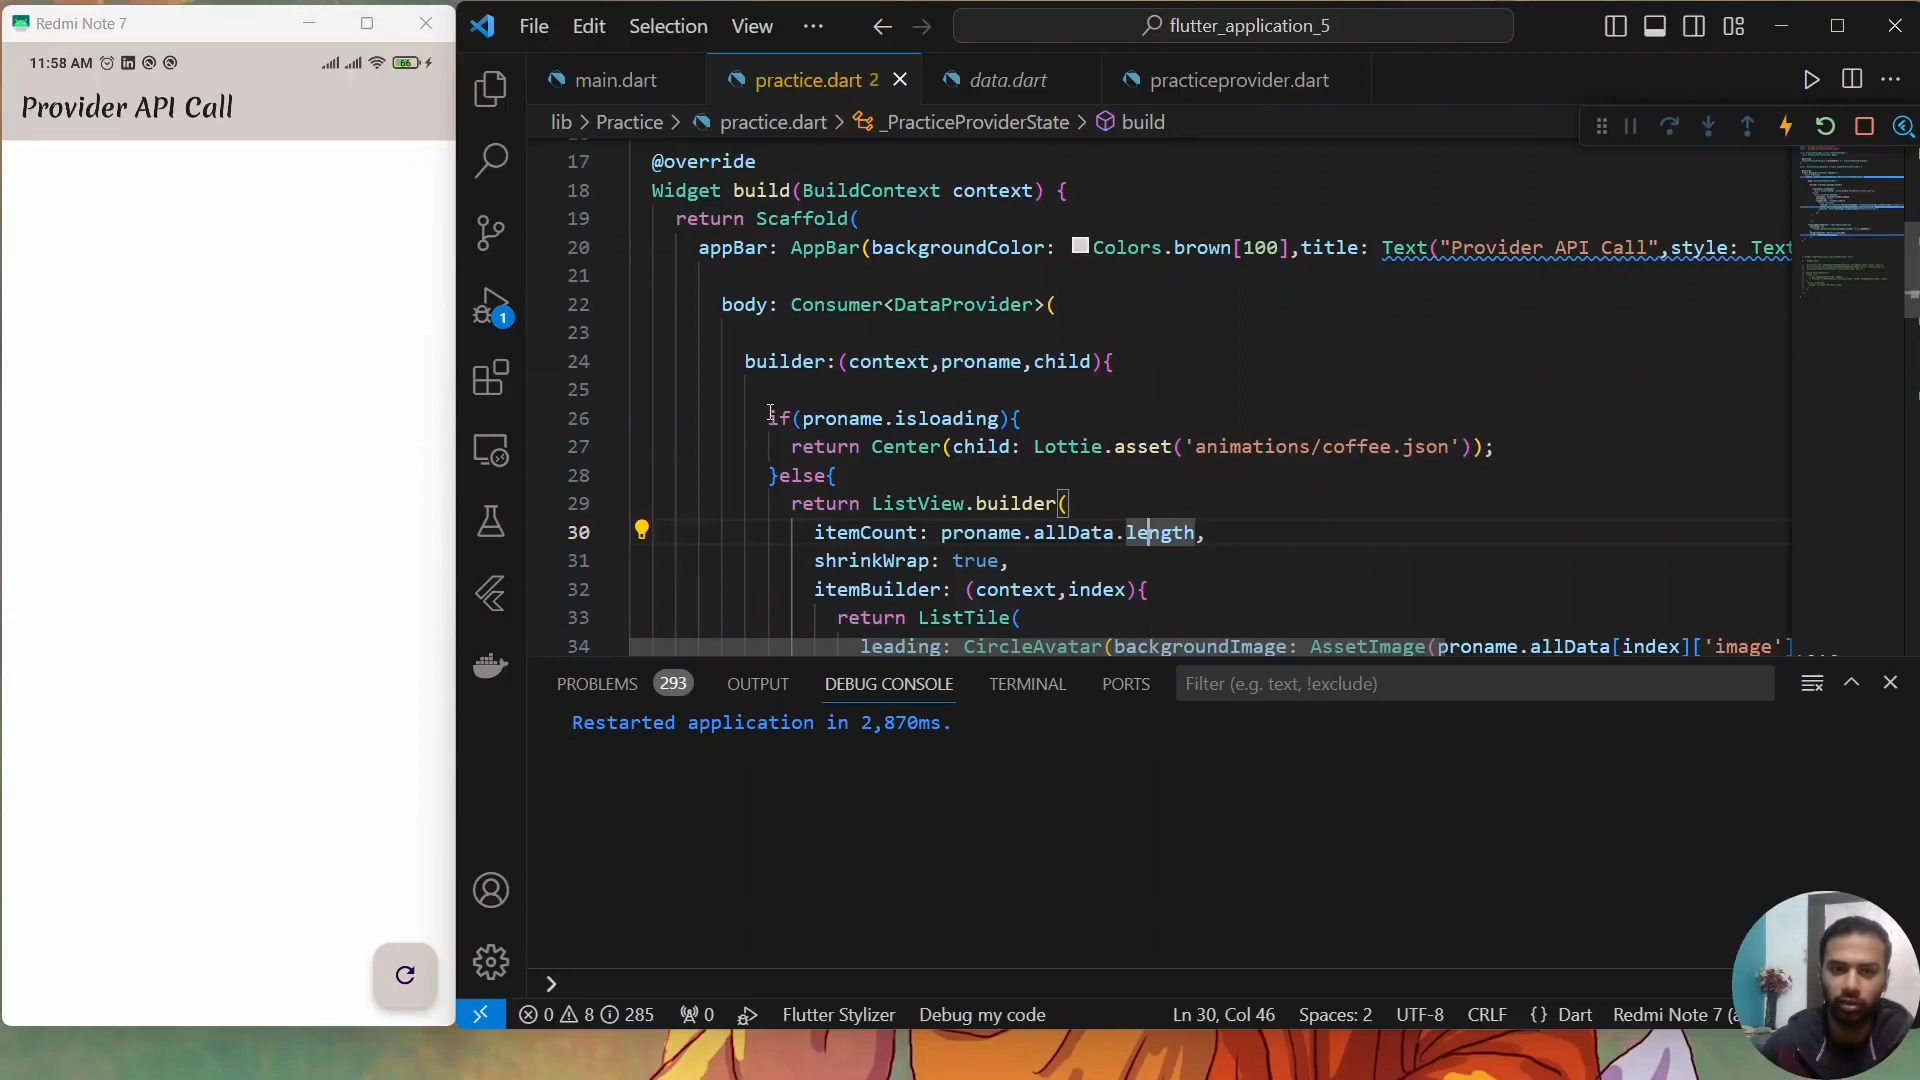 Redmi Note 7
11:58 AM
66
Provider API Call
File Edit Selection View ···
flutter_application_5
main.dart
practice.dart 2
data.dart
practiceprovider.dart
lib > Practice > practice.dart > _PracticeProviderState > build
17 @override
18 Widget build(BuildContext context) {
19 return Scaffold(
20 appBar: AppBar(backgroundColor: Colors.brown[100],title: Text("Provider API Call",style: Text
21
22 body: Consumer<DataProvider>(
23
24 builder:(context,proname,child){
25
26 if(proname.isloading){
27 return Center(child: Lottie.asset('animations/coffee.json'));
28 }else{
29 return ListView.builder(
30 itemCount: proname.allData.length,
31 shrinkWrap: true,
32 itemBuilder: (context,index){
33 return ListTile(
34 leading: CircleAvatar(backgroundImage: AssetImage(proname.allData[index]['image']
1
PROBLEMS 293 OUTPUT DEBUG CONSOLE TERMINAL PORTS Filter (e.g. text, !exclude)
Restarted application in 2,870ms.
>
0 8 285 0 Flutter Stylizer Debug my code Ln 30, Col 46 Spaces: 2 UTF-8 CRLF {} Dart Redmi Note 7 (a